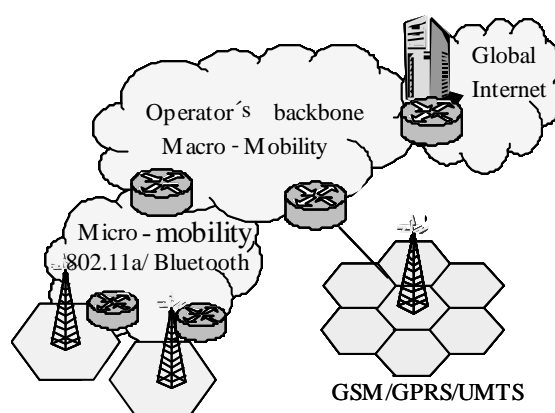 Global
Internet
Operator´s backbone
Macro-Mobility
Micro-mobility
802.11a/ Bluetooth
GSM/GPRS/UMTS